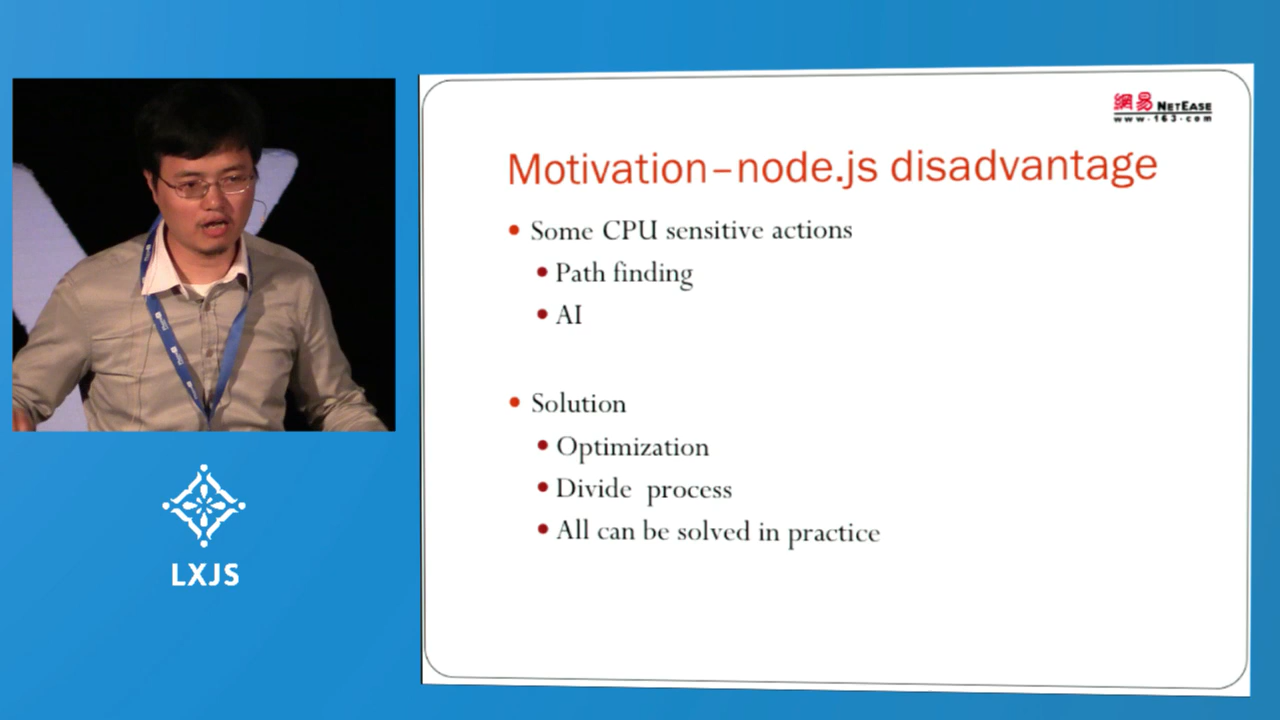 網易 NETEASE
www.163.com
Motivation–node.js disadvantage
Some CPU sensitive actions
Path finding
AI
Solution
Optimization
Divide process
All can be solved in practice
LXJS